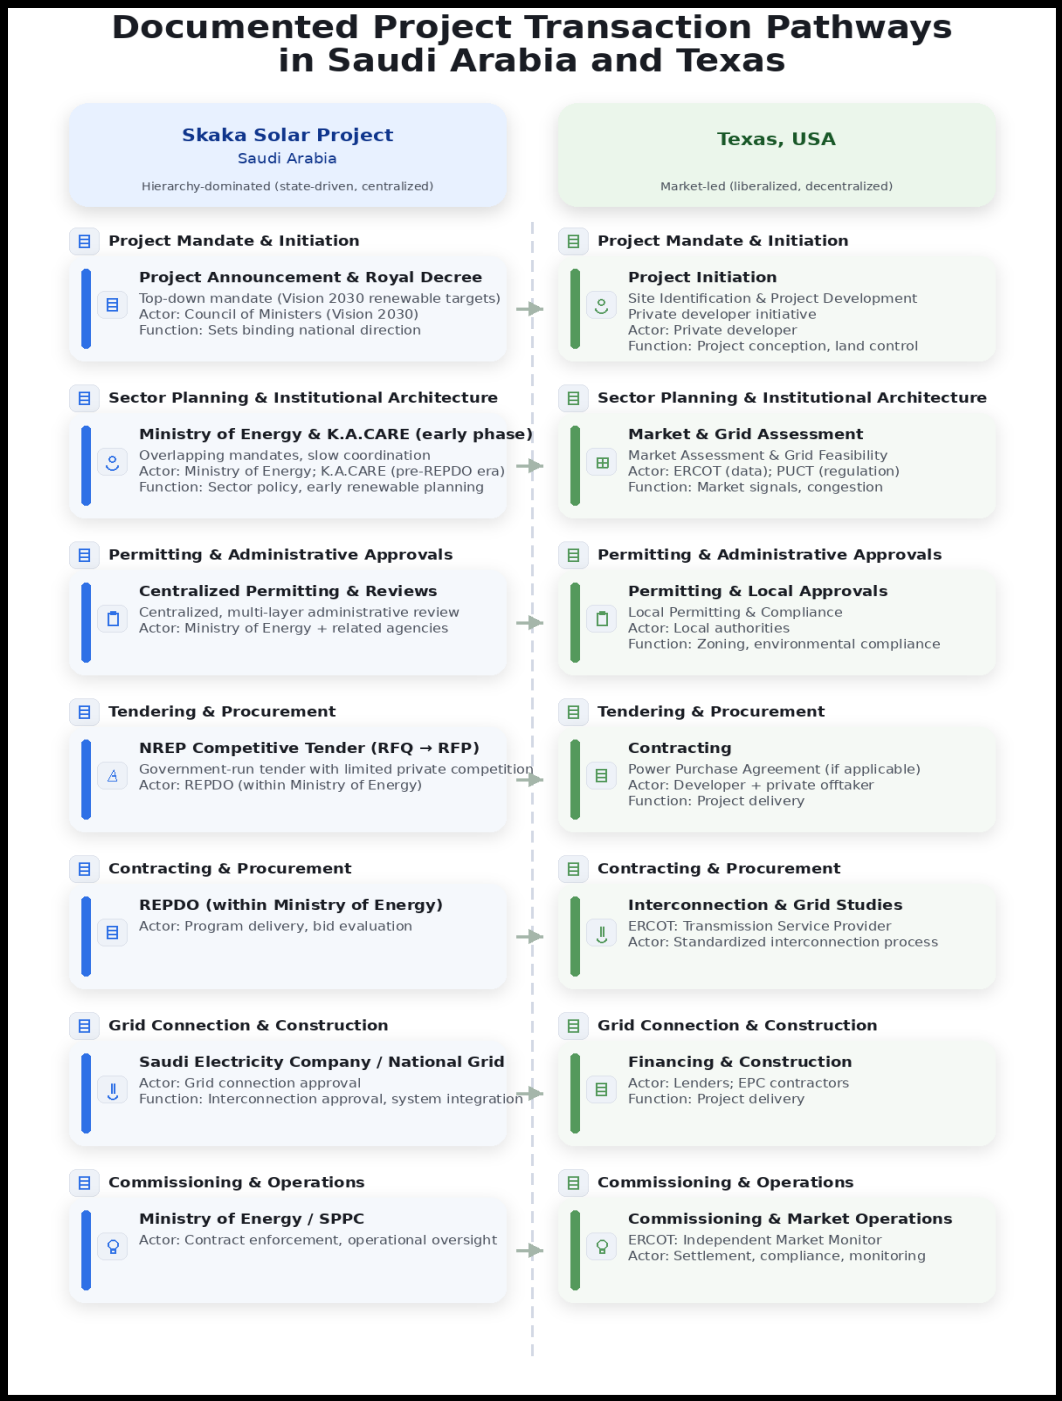 Documented Project Transaction Pathways
in Saudi Arabia and Texas
Skaka Solar Project
Saudi Arabia
Hierarchy-dominated (state-driven, centralized)
Texas, USA
Market-led (liberalized, decentralized)
Project Mandate & Initiation
Project Announcement & Royal Decree
Top-down mandate (Vision 2030 renewable targets)
Actor: Council of Ministers (Vision 2030)
Function: Sets binding national direction
Project Mandate & Initiation
Project Initiation
Site Identification & Project Development
Private developer initiative
Actor: Private developer
Function: Project conception, land control
Sector Planning & Institutional Architecture
Ministry of Energy & K.A.CARE (early phase)
Overlapping mandates, slow coordination
Actor: Ministry of Energy; K.A.CARE (pre-REPDO era)
Function: Sector policy, early renewable planning
Sector Planning & Institutional Architecture
Market & Grid Assessment
Market Assessment & Grid Feasibility
Actor: ERCOT (data); PUCT (regulation)
Function: Market signals, congestion
Permitting & Administrative Approvals
Centralized Permitting & Reviews
Centralized, multi-layer administrative review
Actor: Ministry of Energy + related agencies
Permitting & Administrative Approvals
Permitting & Local Approvals
Local Permitting & Compliance
Actor: Local authorities
Function: Zoning, environmental compliance
Tendering & Procurement
NREP Competitive Tender (RFQ → RFP)
Government-run tender with limited private competition
Actor: REPDO (within Ministry of Energy)
Tendering & Procurement
Contracting
Power Purchase Agreement (if applicable)
Actor: Developer + private offtaker
Function: Project delivery
Contracting & Procurement
REPDO (within Ministry of Energy)
Actor: Program delivery, bid evaluation
Contracting & Procurement
Interconnection & Grid Studies
ERCOT: Transmission Service Provider
Actor: Standardized interconnection process
Grid Connection & Construction
Saudi Electricity Company / National Grid
Actor: Grid connection approval
Function: Interconnection approval, system integration
Grid Connection & Construction
Financing & Construction
Actor: Lenders; EPC contractors
Function: Project delivery
Commissioning & Operations
Ministry of Energy / SPPC
Actor: Contract enforcement, operational oversight
Commissioning & Operations
Commissioning & Market Operations
ERCOT: Independent Market Monitor
Actor: Settlement, compliance, monitoring